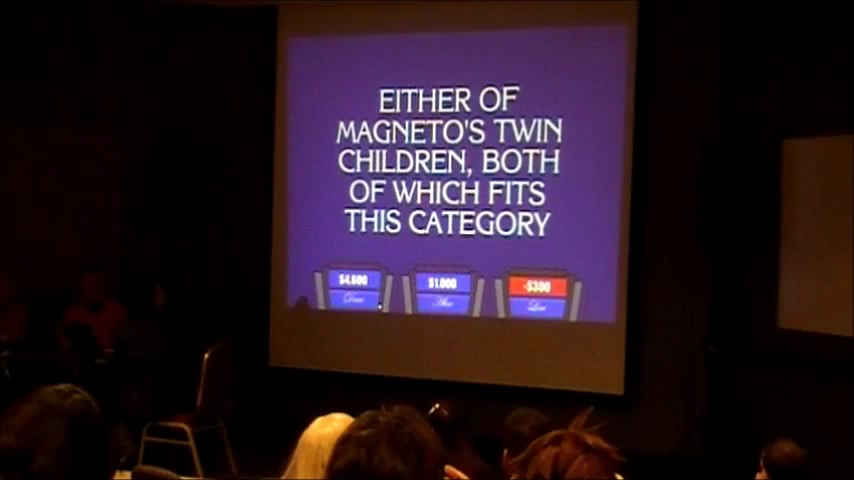 EITHER OF
MAGNETO'S TWIN
CHILDREN, BOTH
OF WHICH FITS
THIS CATEGORY
$4,600 $1,000 -$300